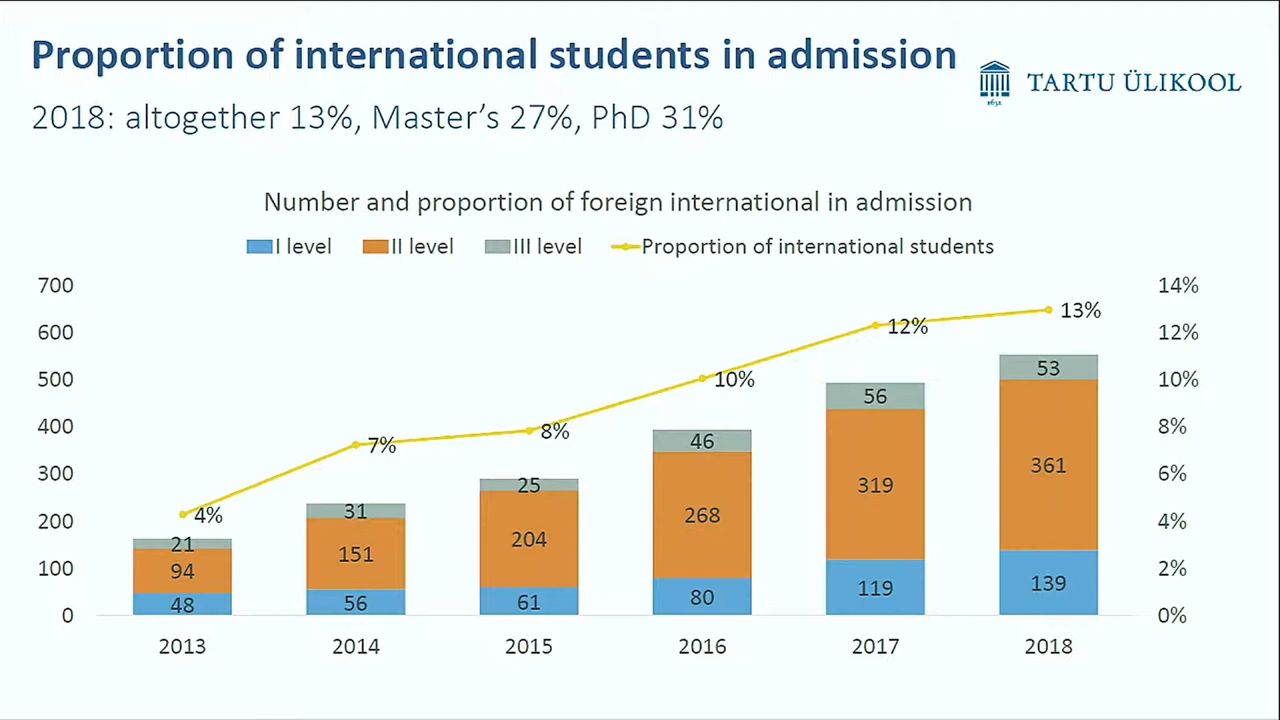 Proportion of international students in admission
TARTU ÜLIKOOL
1632
2018: altogether 13%, Master's 27%, PhD 31%
Number and proportion of foreign international in admission
I level II level III level Proportion of international students
700 14%
600 12%
500 10%
400 8%
300 6%
200 4%
100 2%
0 0%
4% 7% 8% 10% 12% 13%
21 31 25 46 56 53
94 151 204 268 319 361
48 56 61 80 119 139
2013 2014 2015 2016 2017 2018